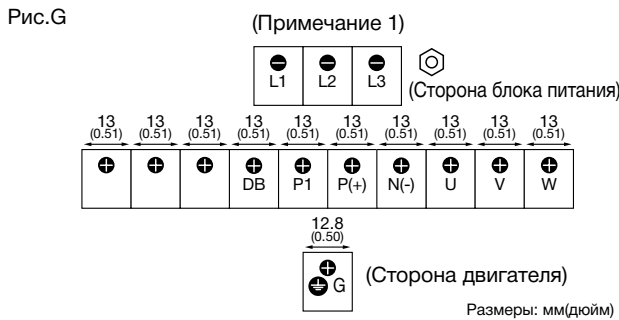 Рис.G
(Примечание 1)
L1 L2 L3
(Сторона блока питания)
13 13 13 13 13 13 13 13 13 13
(0.51) (0.51) (0.51) (0.51) (0.51) (0.51) (0.51) (0.51) (0.51) (0.51)
DB P1 P(+) N(-) U V W
12.8
(0.50)
G
(Сторона двигателя)
Размеры: мм(дюйм)